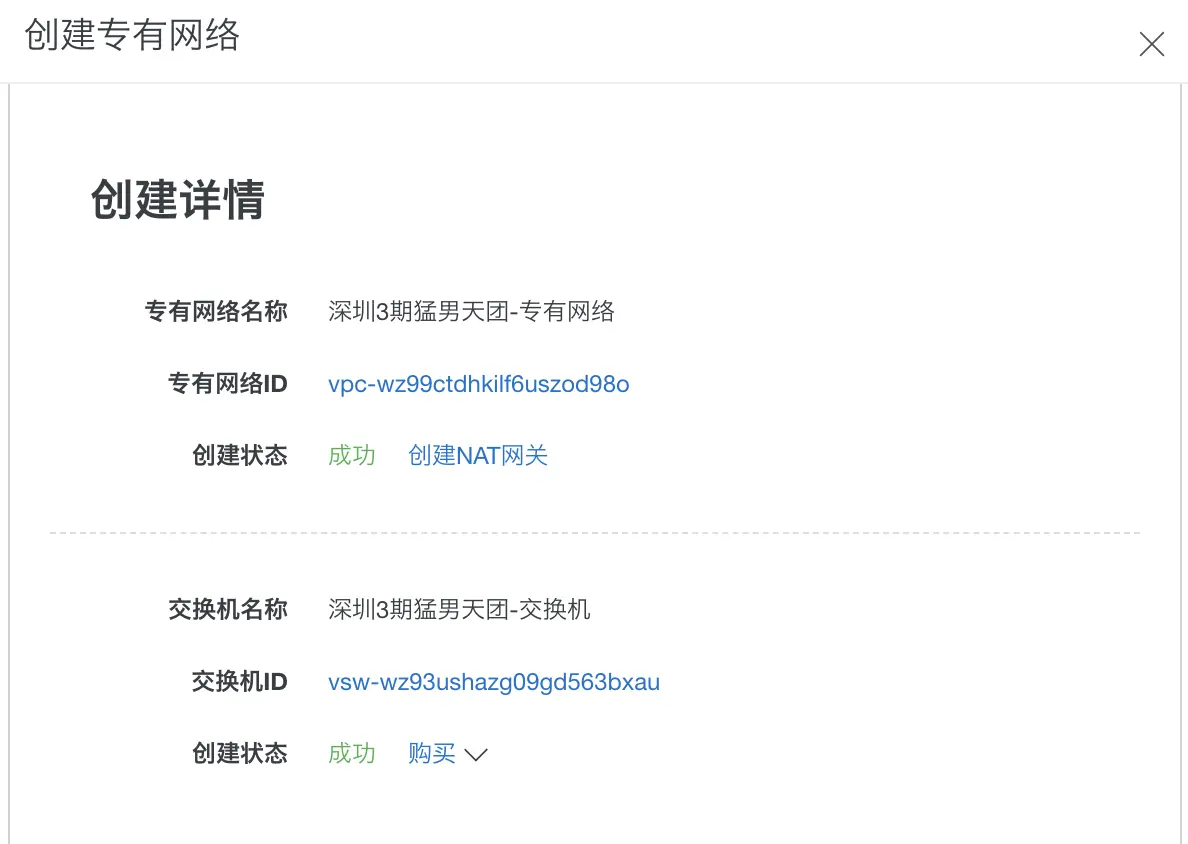 创建专有网络
创建详情
专有网络名称 深圳3期猛男天团-专有网络
专有网络ID vpc-wz99ctdhkilf6uszod98o
创建状态 成功 创建NAT网关
交换机名称 深圳3期猛男天团-交换机
交换机ID vsw-wz93ushazg09gd563bxau
创建状态 成功 购买